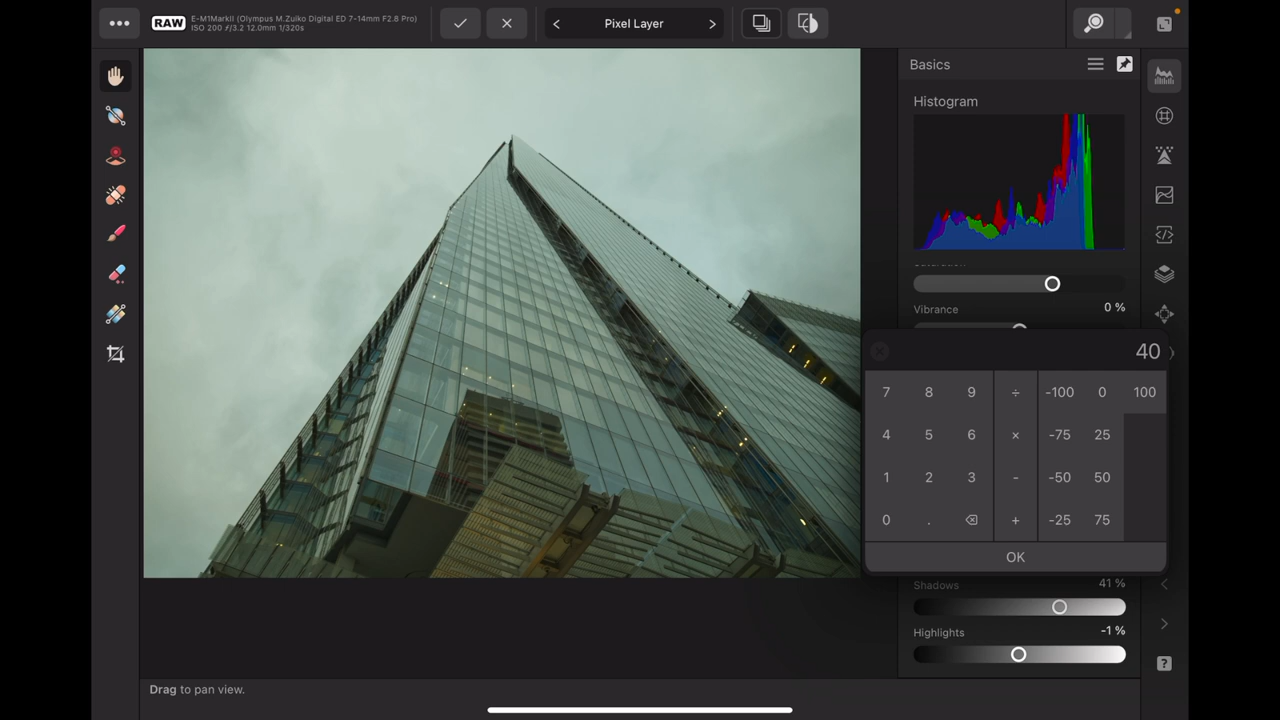 RAW
E-M1MarkII (Olympus M.Zuiko Digital ED 7-14mm F2.8 Pro)
ISO 200 ƒ/3.2 12.0mm 1/320s
Pixel Layer
Basics
Histogram
Saturation
Vibrance 0 %
40
7 8 9 ÷ -100 0 100
4 5 6 × -75 25
1 2 3 - -50 50
0 . + -25 75
OK
Shadows 41 %
Highlights -1 %
?
Drag to pan view.